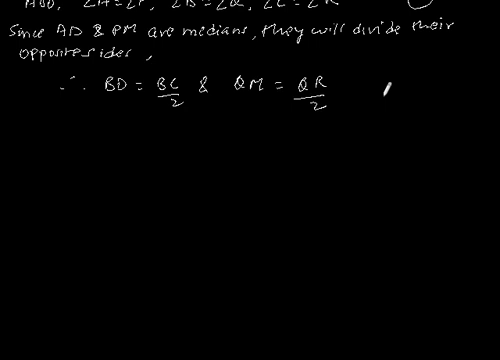 Also, ∠A=∠P, ∠B=∠Q, ∠C=∠R
Since AD & PM are medians, they will divide their
opposite sides,
∴ BD = BC/2 & QM = QR/2